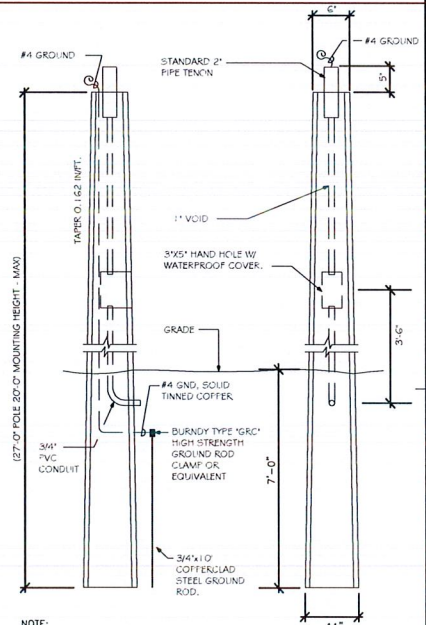 6"
#4 GROUND
#4 GROUND
STANDARD 2"
PIPE TENON
5"
TAPER 0.162 IN/FT.
1" VOID
3"X5" HAND HOLE W/
WATERPROOF COVER.
(27'-0" POLE 20'-0" MOUNTING HEIGHT - MAX)
GRADE
3'-6"
#4 GND, SOLID
TINNED COPPER
BURNDY TYPE "GRC"
HIGH STRENGTH
GROUND ROD
CLAMP OR
EQUIVALENT
3/4"
PVC
CONDUIT
7'-0"
3/4"x10'
COPPERCLAD
STEEL GROUND
ROD.
NOTE: